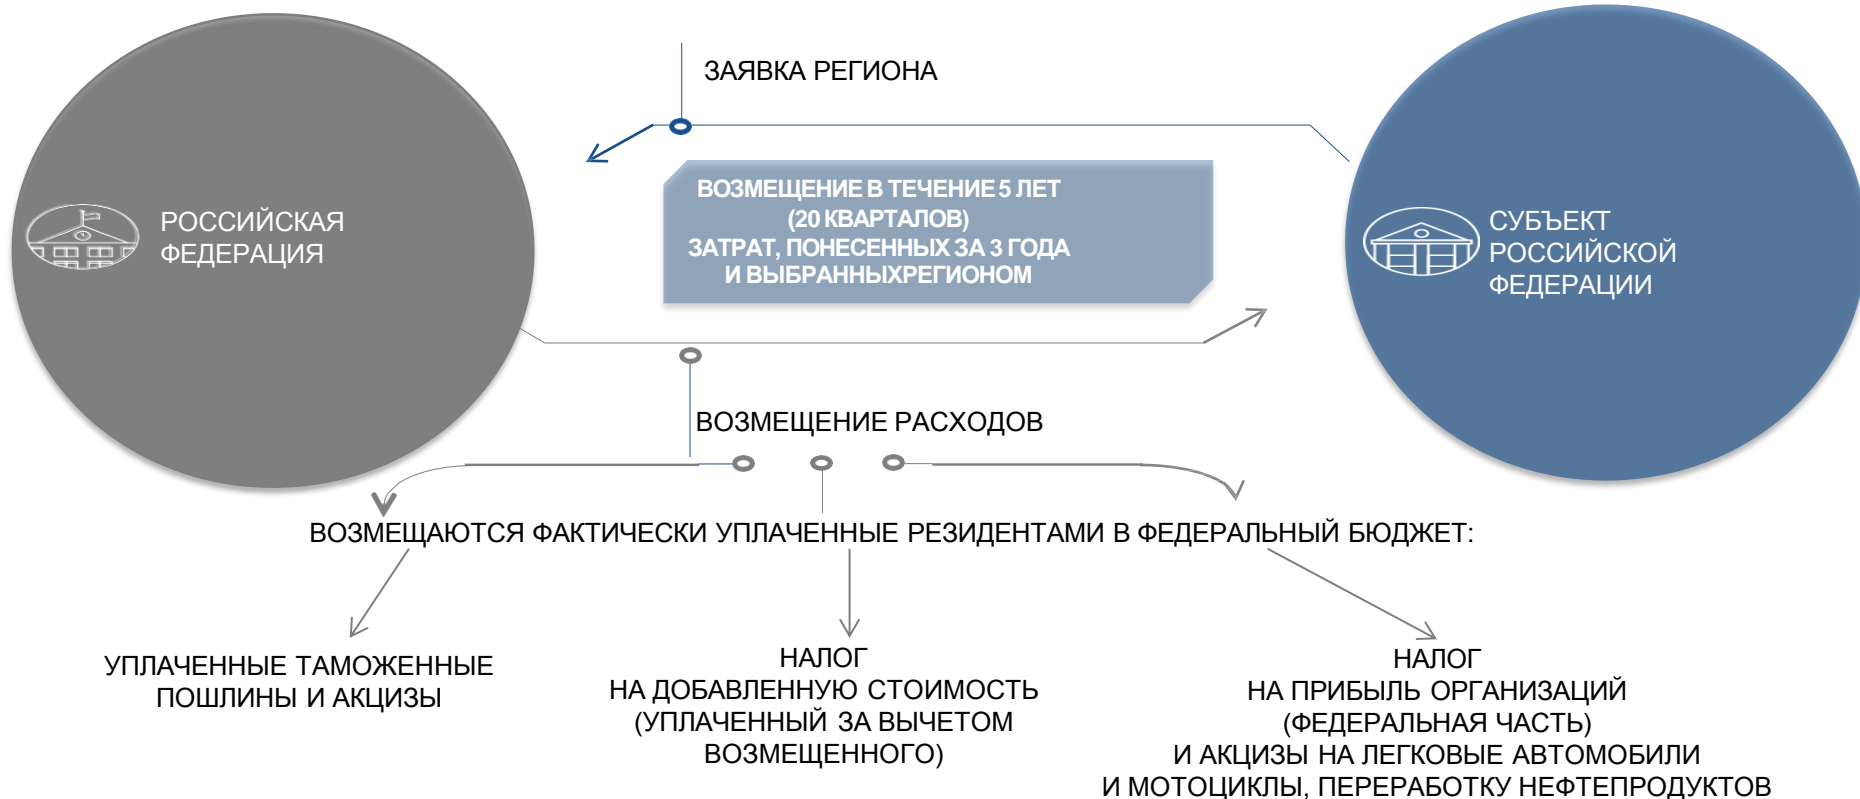 ЗАЯВКА РЕГИОНА
РОССИЙСКАЯ
ФЕДЕРАЦИЯ
ВОЗМЕЩЕНИЕ В ТЕЧЕНИЕ 5 ЛЕТ
(20 КВАРТАЛОВ)
ЗАТРАТ, ПОНЕСЕННЫХ ЗА 3 ГОДА
И ВЫБРАННЫХРЕГИОНОМ
СУБЪЕКТ
РОССИЙСКОЙ
ФЕДЕРАЦИИ
ВОЗМЕЩЕНИЕ РАСХОДОВ
ВОЗМЕЩАЮТСЯ ФАКТИЧЕСКИ УПЛАЧЕННЫЕ РЕЗИДЕНТАМИ В ФЕДЕРАЛЬНЫЙ БЮДЖЕТ:
УПЛАЧЕННЫЕ ТАМОЖЕННЫЕ
ПОШЛИНЫ И АКЦИЗЫ
НАЛОГ
НА ДОБАВЛЕННУЮ СТОИМОСТЬ
(УПЛАЧЕННЫЙ ЗА ВЫЧЕТОМ
ВОЗМЕЩЕННОГО)
НАЛОГ
НА ПРИБЫЛЬ ОРГАНИЗАЦИЙ
(ФЕДЕРАЛЬНАЯ ЧАСТЬ)
И АКЦИЗЫ НА ЛЕГКОВЫЕ АВТОМОБИЛИ
И МОТОЦИКЛЫ, ПЕРЕРАБОТКУ НЕФТЕПРОДУКТОВ